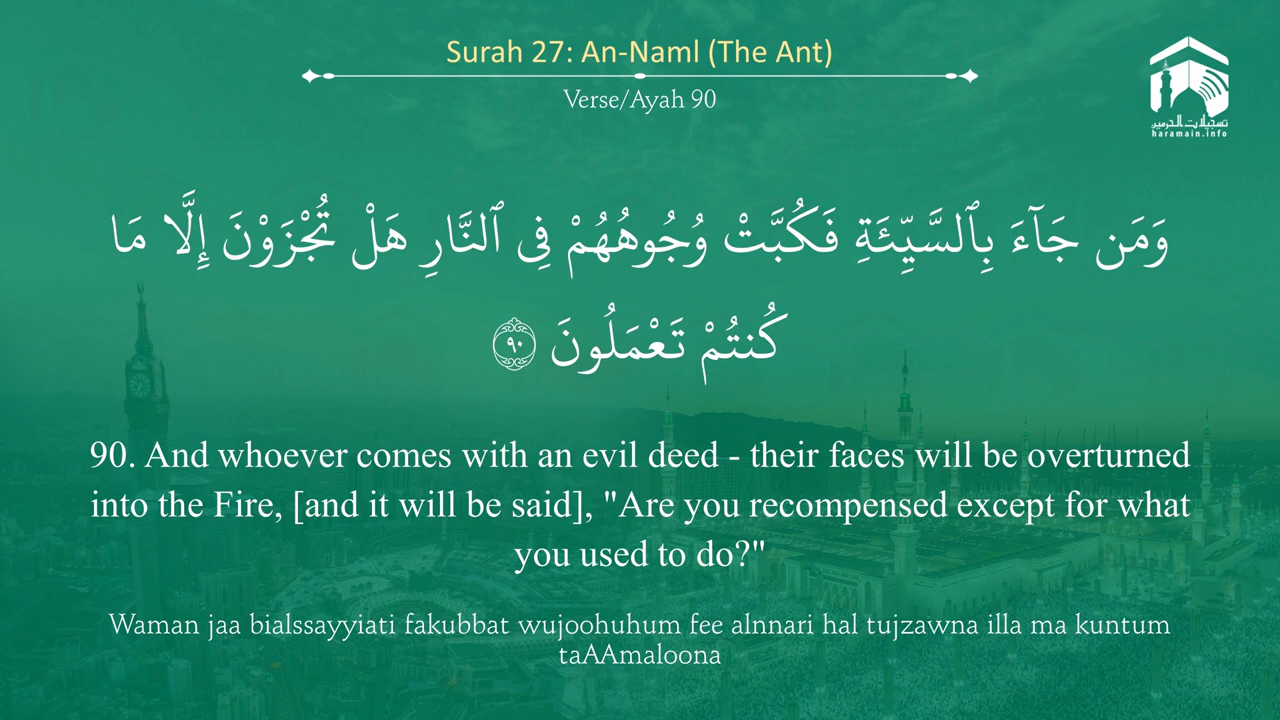 Surah 27: An-Naml (The Ant)
Verse/Ayah 90
تسجيلات الحرمين
haramain.info
وَمَن جَآءَ بِٱلسَّيِّئَةِ فَكُبَّتْ وُجُوهُهُمْ فِى ٱلنَّارِ هَلْ تُجْزَوْنَ إِلَّا مَا
كُنتُمْ تَعْمَلُونَ ٩٠
90. And whoever comes with an evil deed - their faces will be overturned
into the Fire, [and it will be said], "Are you recompensed except for what
you used to do?"
Waman jaa bialssayyiati fakubbat wujoohuhum fee alnnari hal tujzawna illa ma kuntum
taAAmaloona